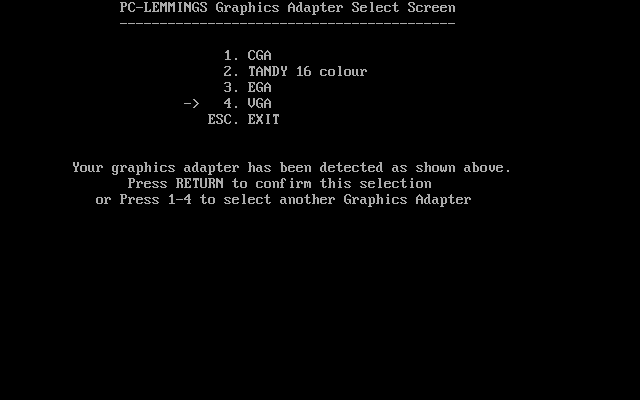 PC-LEMMINGS Graphics Adapter Select Screen
------------------------------------------
1. CGA
2. TANDY 16 colour
3. EGA
-> 4. VGA
ESC. EXIT
Your graphics adapter has been detected as shown above.
Press RETURN to confirm this selection
or Press 1-4 to select another Graphics Adapter